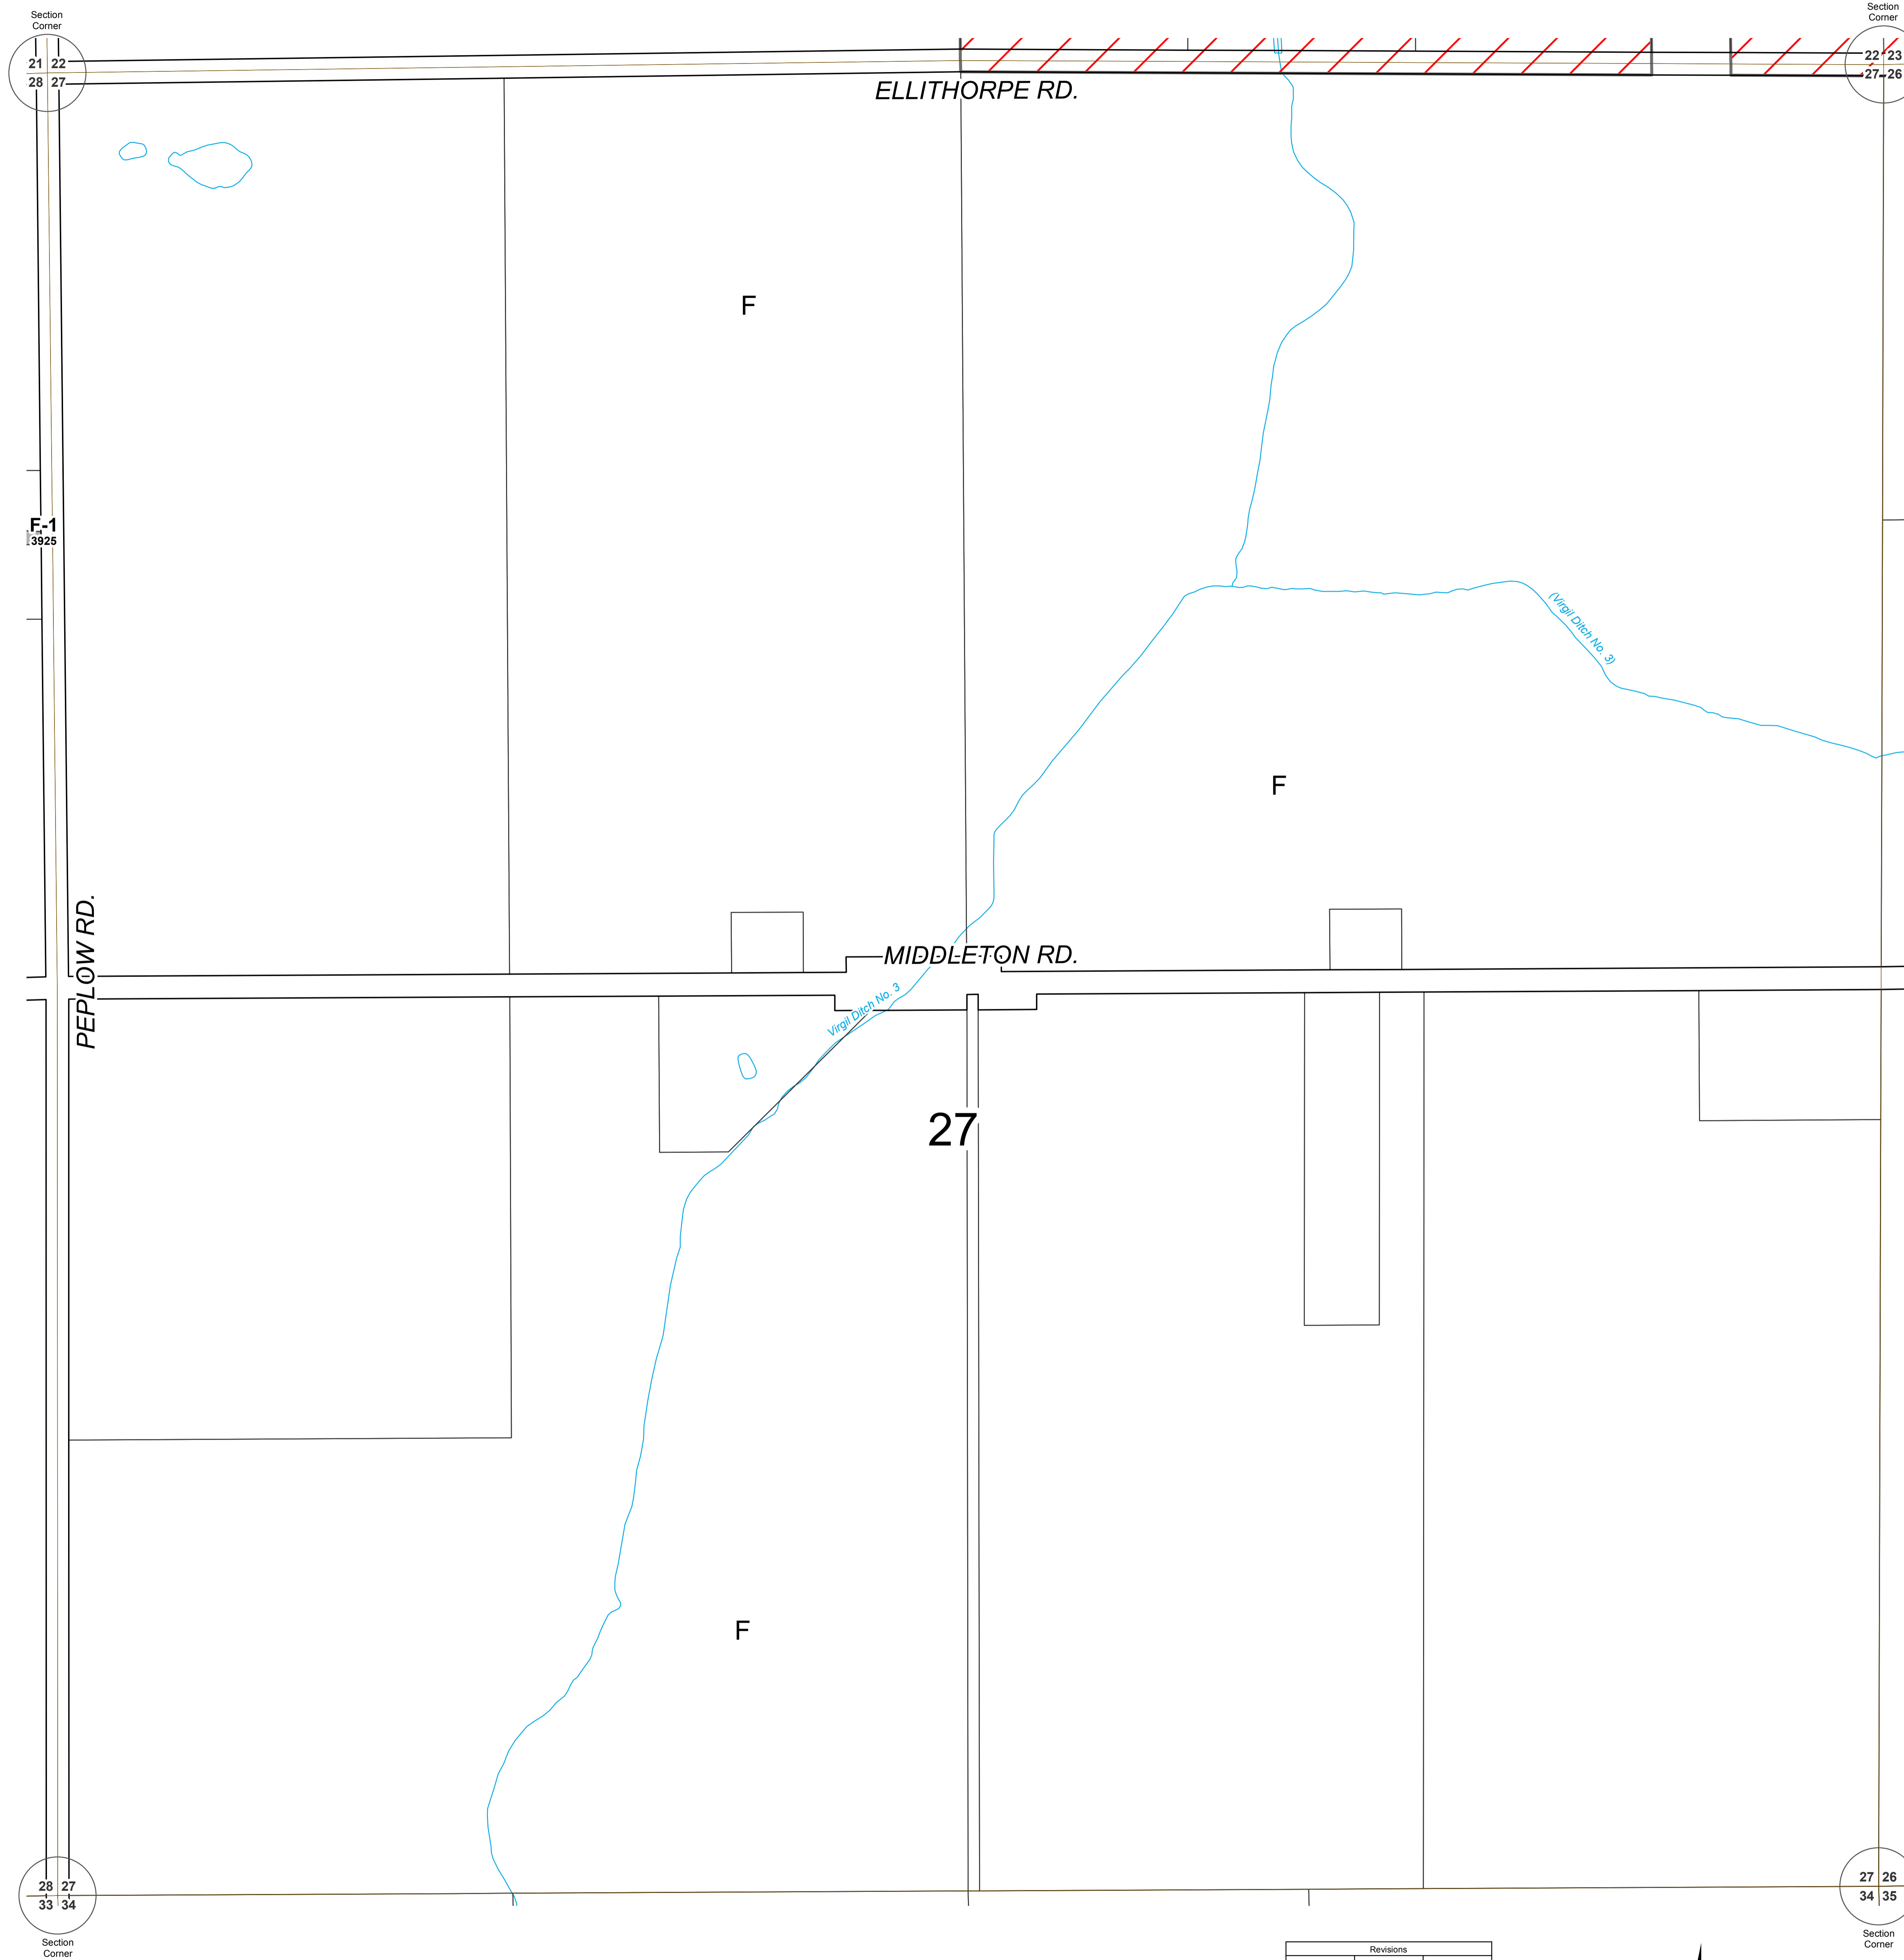 Section
Corner
Section
Corner
21 22
28 27
22 23
27 26
ELLITHORPE RD.
F
F-1
3925
(Virgil Ditch No. 3)
F
PEPLOW RD.
MIDDLETON RD.
Virgil Ditch No. 3
27
F
28 27
33 34
27 26
34 35
Section
Corner
Section
Corner
Revisions